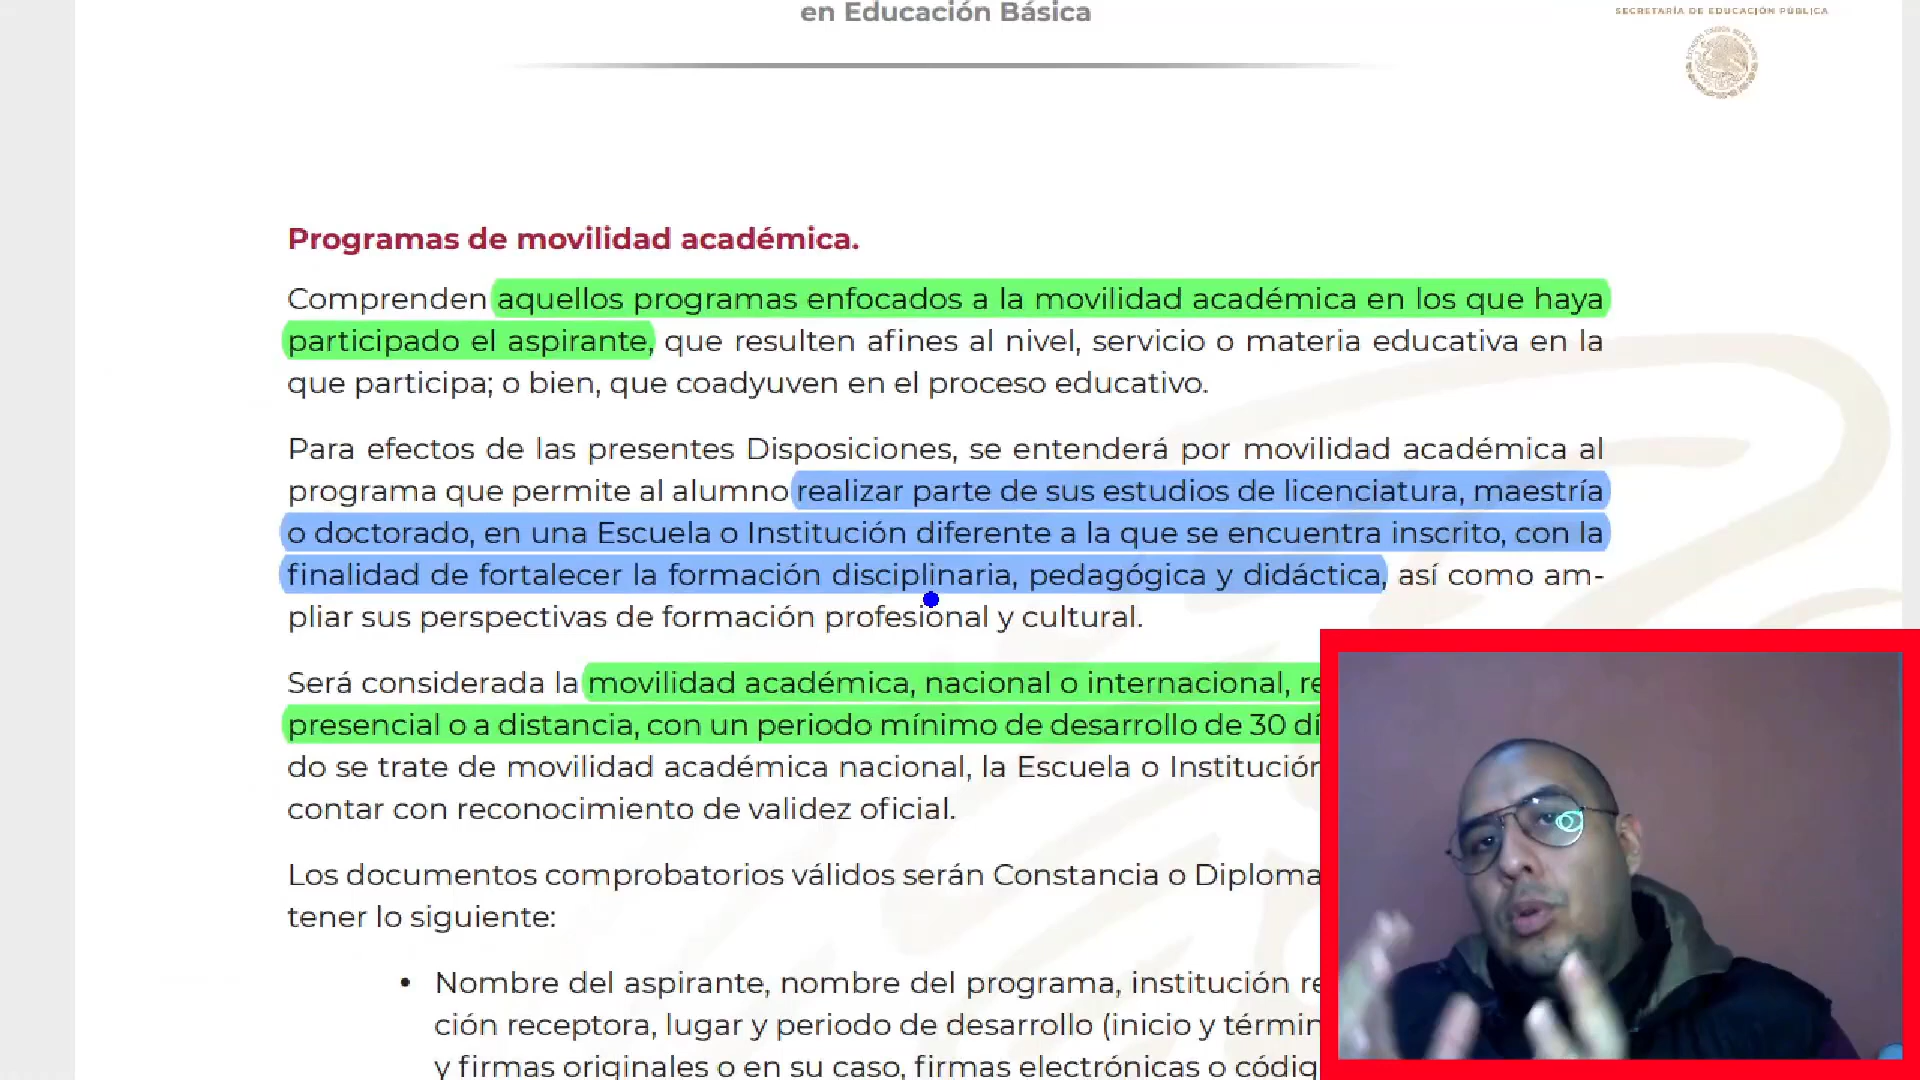 en Educación Básica
SECRETARÍA DE EDUCACIÓN PÚBLICA
Programas de movilidad académica.
Comprenden aquellos programas enfocados a la movilidad académica en los que haya
participado el aspirante, que resulten afines al nivel, servicio o materia educativa en la
que participa; o bien, que coadyuven en el proceso educativo.
Para efectos de las presentes Disposiciones, se entenderá por movilidad académica al
programa que permite al alumno realizar parte de sus estudios de licenciatura, maestría
o doctorado, en una Escuela o Institución diferente a la que se encuentra inscrito, con la
finalidad de fortalecer la formación disciplinaria, pedagógica y didáctica, así como am-
pliar sus perspectivas de formación profesional y cultural.
Será considerada la movilidad académica, nacional o internacional,
presencial o a distancia, con un periodo mínimo de desarrollo de 30
do se trate de movilidad académica nacional, la Escuela o Institución
contar con reconocimiento de validez oficial.
Los documentos comprobatorios válidos serán Constancia o Diploma
tener lo siguiente:
• Nombre del aspirante, nombre del programa, institución
ción receptora, lugar y periodo de desarrollo (inicio y
y firmas originales o en su caso, firmas electrónicas o